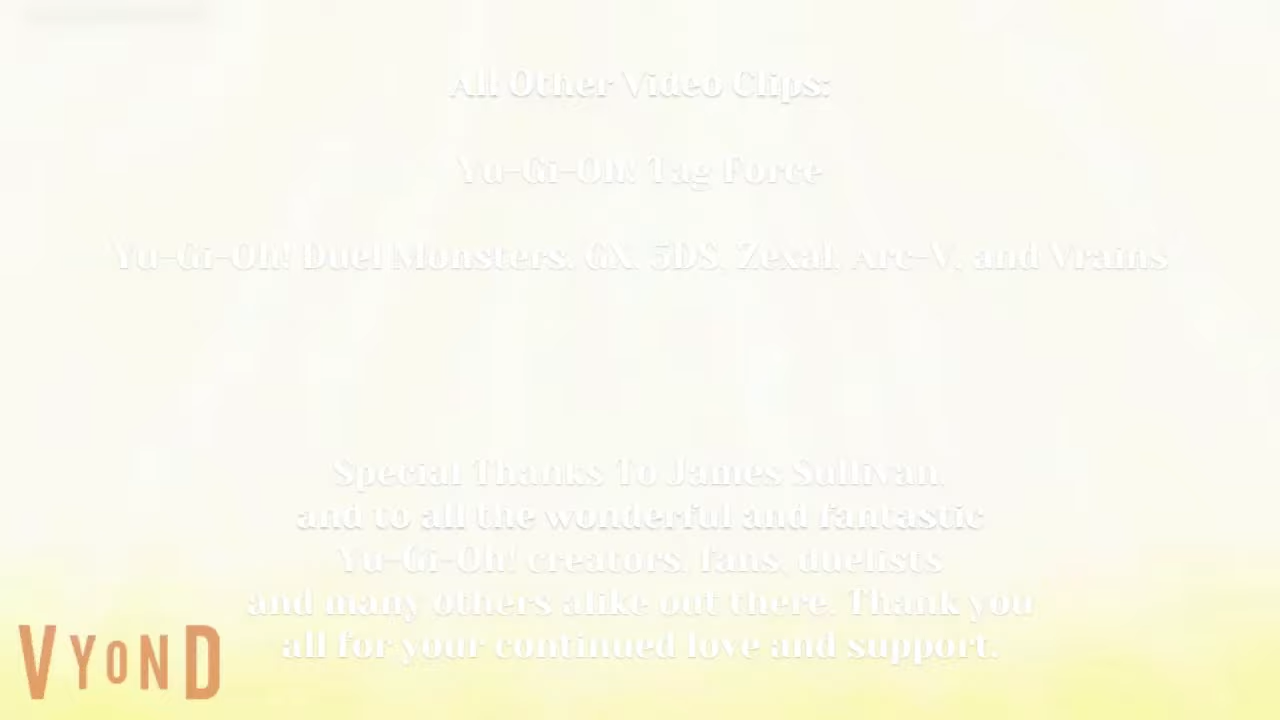 All Other Video Clips:
Yu-Gi-Oh! Tag Force
Yu-Gi-Oh! Duel Monsters, GX, 5DS, Zexal, Arc-V, and Vrains
Special Thanks To James Sullivan,
and to all the wonderful and fantastic
Yu-Gi-Oh! creators, fans, duelists
and many others alike out there. Thank you
all for your continued love and support.
VYOND